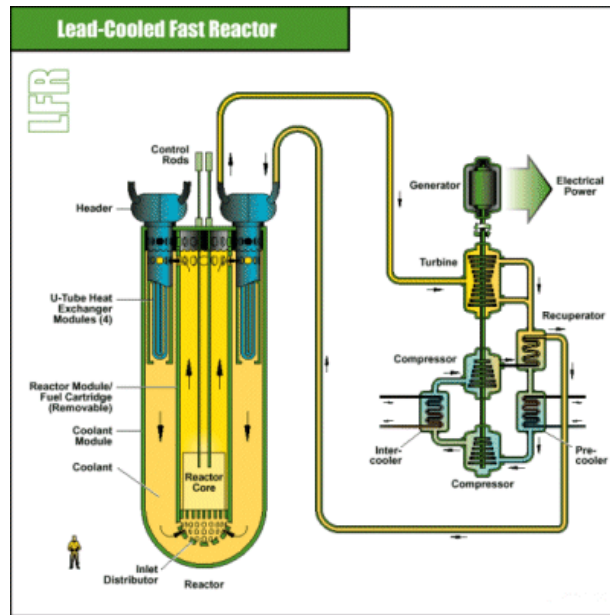 Lead-Cooled Fast Reactor
LFR
Control
Rods
Header
U-Tube Heat
Exchanger
Modules (4)
Reactor Module/
Fuel Cartridge
(Removable)
Coolant
Module
Coolant
Reactor
Core
Inlet
Distributor
Reactor
Generator
Electrical
Power
Turbine
Recuperator
Compressor
Inter-
cooler
Pre-
cooler
Compressor